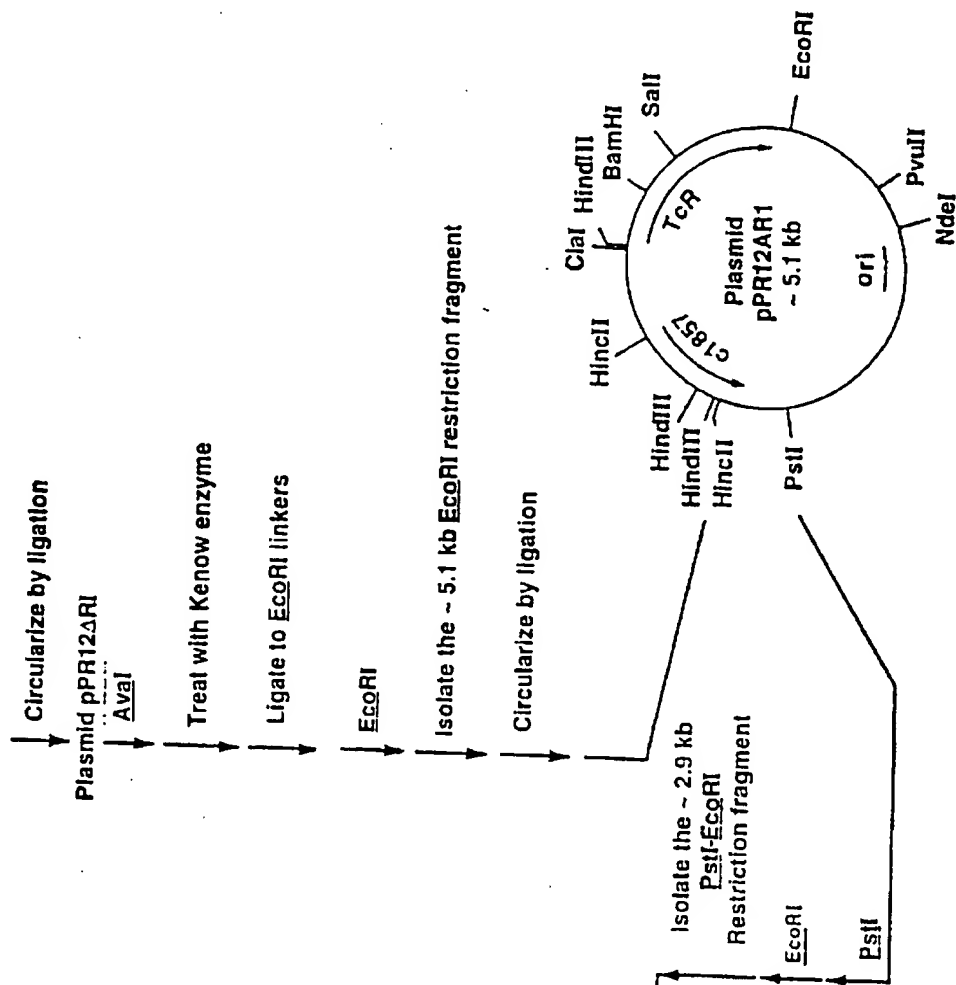 Circularize by ligation
Plasmid pPR12ΔRI
AvaI
Treat with Kenow enzyme
Ligate to EcoRI linkers
EcoRI
Isolate the ~ 5.1 kb EcoRI restriction fragment
Circularize by ligation
HincII
ClaI
HindIII
BamHI
SalI
EcoRI
PvuII
NdeI
PstI
HincII
HindIII
HindIII
c1857
TcR
Plasmid
pPR12AR1
~ 5.1 kb
ori
Isolate the ~ 2.9 kb
PstI-EcoRI
Restriction fragment
EcoRI
PstI